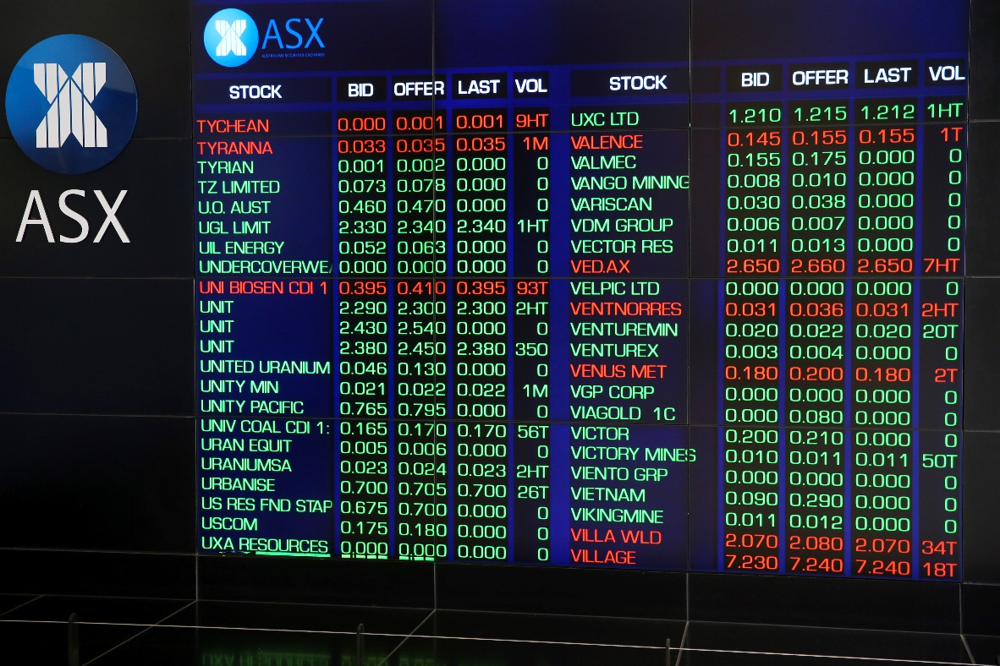 ASX
ASX
AUSTRALIAN SECURITIES EXCHANGE
STOCK BID OFFER LAST VOL
TYCHEAN 0.000 0.001 0.001 9HT
TYRANNA 0.033 0.035 0.035 1M
TYRIAN 0.001 0.002 0.000 0
TZ LIMITED 0.073 0.078 0.000 0
U.O. AUST 0.460 0.470 0.000 0
UGL LIMIT 2.330 2.340 2.340 1HT
UIL ENERGY 0.052 0.063 0.000 0
UNDERCOVERWEA 0.000 0.000 0.000 0
UNI BIOSEN CDI 1 0.395 0.410 0.395 93T
UNIT 2.290 2.300 2.300 2HT
UNIT 2.430 2.540 0.000 0
UNIT 2.380 2.450 2.380 350
UNITED URANIUM 0.046 0.130 0.000 0
UNITY MIN 0.021 0.022 0.022 1M
UNITY PACIFIC 0.765 0.795 0.000 0
UNIV COAL CDI 1: 0.165 0.170 0.170 56T
URAN EQUIT 0.005 0.006 0.000 0
URANIUMSA 0.023 0.024 0.023 2HT
URBANISE 0.700 0.705 0.700 26T
US RES FND STAP 0.675 0.700 0.000 0
USCOM 0.175 0.180 0.000 0
UXA RESOURCES 0.000 0.000 0.000 0
STOCK BID OFFER LAST VOL
UXC LTD 1.210 1.215 1.212 1HT
VALENCE 0.145 0.155 0.155 1T
VALMEC 0.155 0.175 0.000 0
VANGO MINING 0.008 0.010 0.000 0
VARISCAN 0.030 0.038 0.000 0
VDM GROUP 0.006 0.007 0.000 0
VECTOR RES 0.011 0.013 0.000 0
VED.AX 2.650 2.660 2.650 7HT
VELPIC LTD 0.000 0.000 0.000 0
VENTNORRES 0.031 0.036 0.031 2HT
VENTUREMIN 0.020 0.022 0.020 20T
VENTUREX 0.003 0.004 0.000 0
VENUS MET 0.180 0.200 0.180 2T
VGP CORP 0.000 0.000 0.000 0
VIAGOLD 1C 0.000 0.080 0.000 0
VICTOR 0.200 0.210 0.000 0
VICTORY MINES 0.010 0.011 0.011 50T
VIENTO GRP 0.000 0.000 0.000 0
VIETNAM 0.090 0.290 0.000 0
VIKINGMINE 0.011 0.012 0.000 0
VILLA WLD 2.070 2.080 2.070 34T
VILLAGE 7.230 7.240 7.240 18T